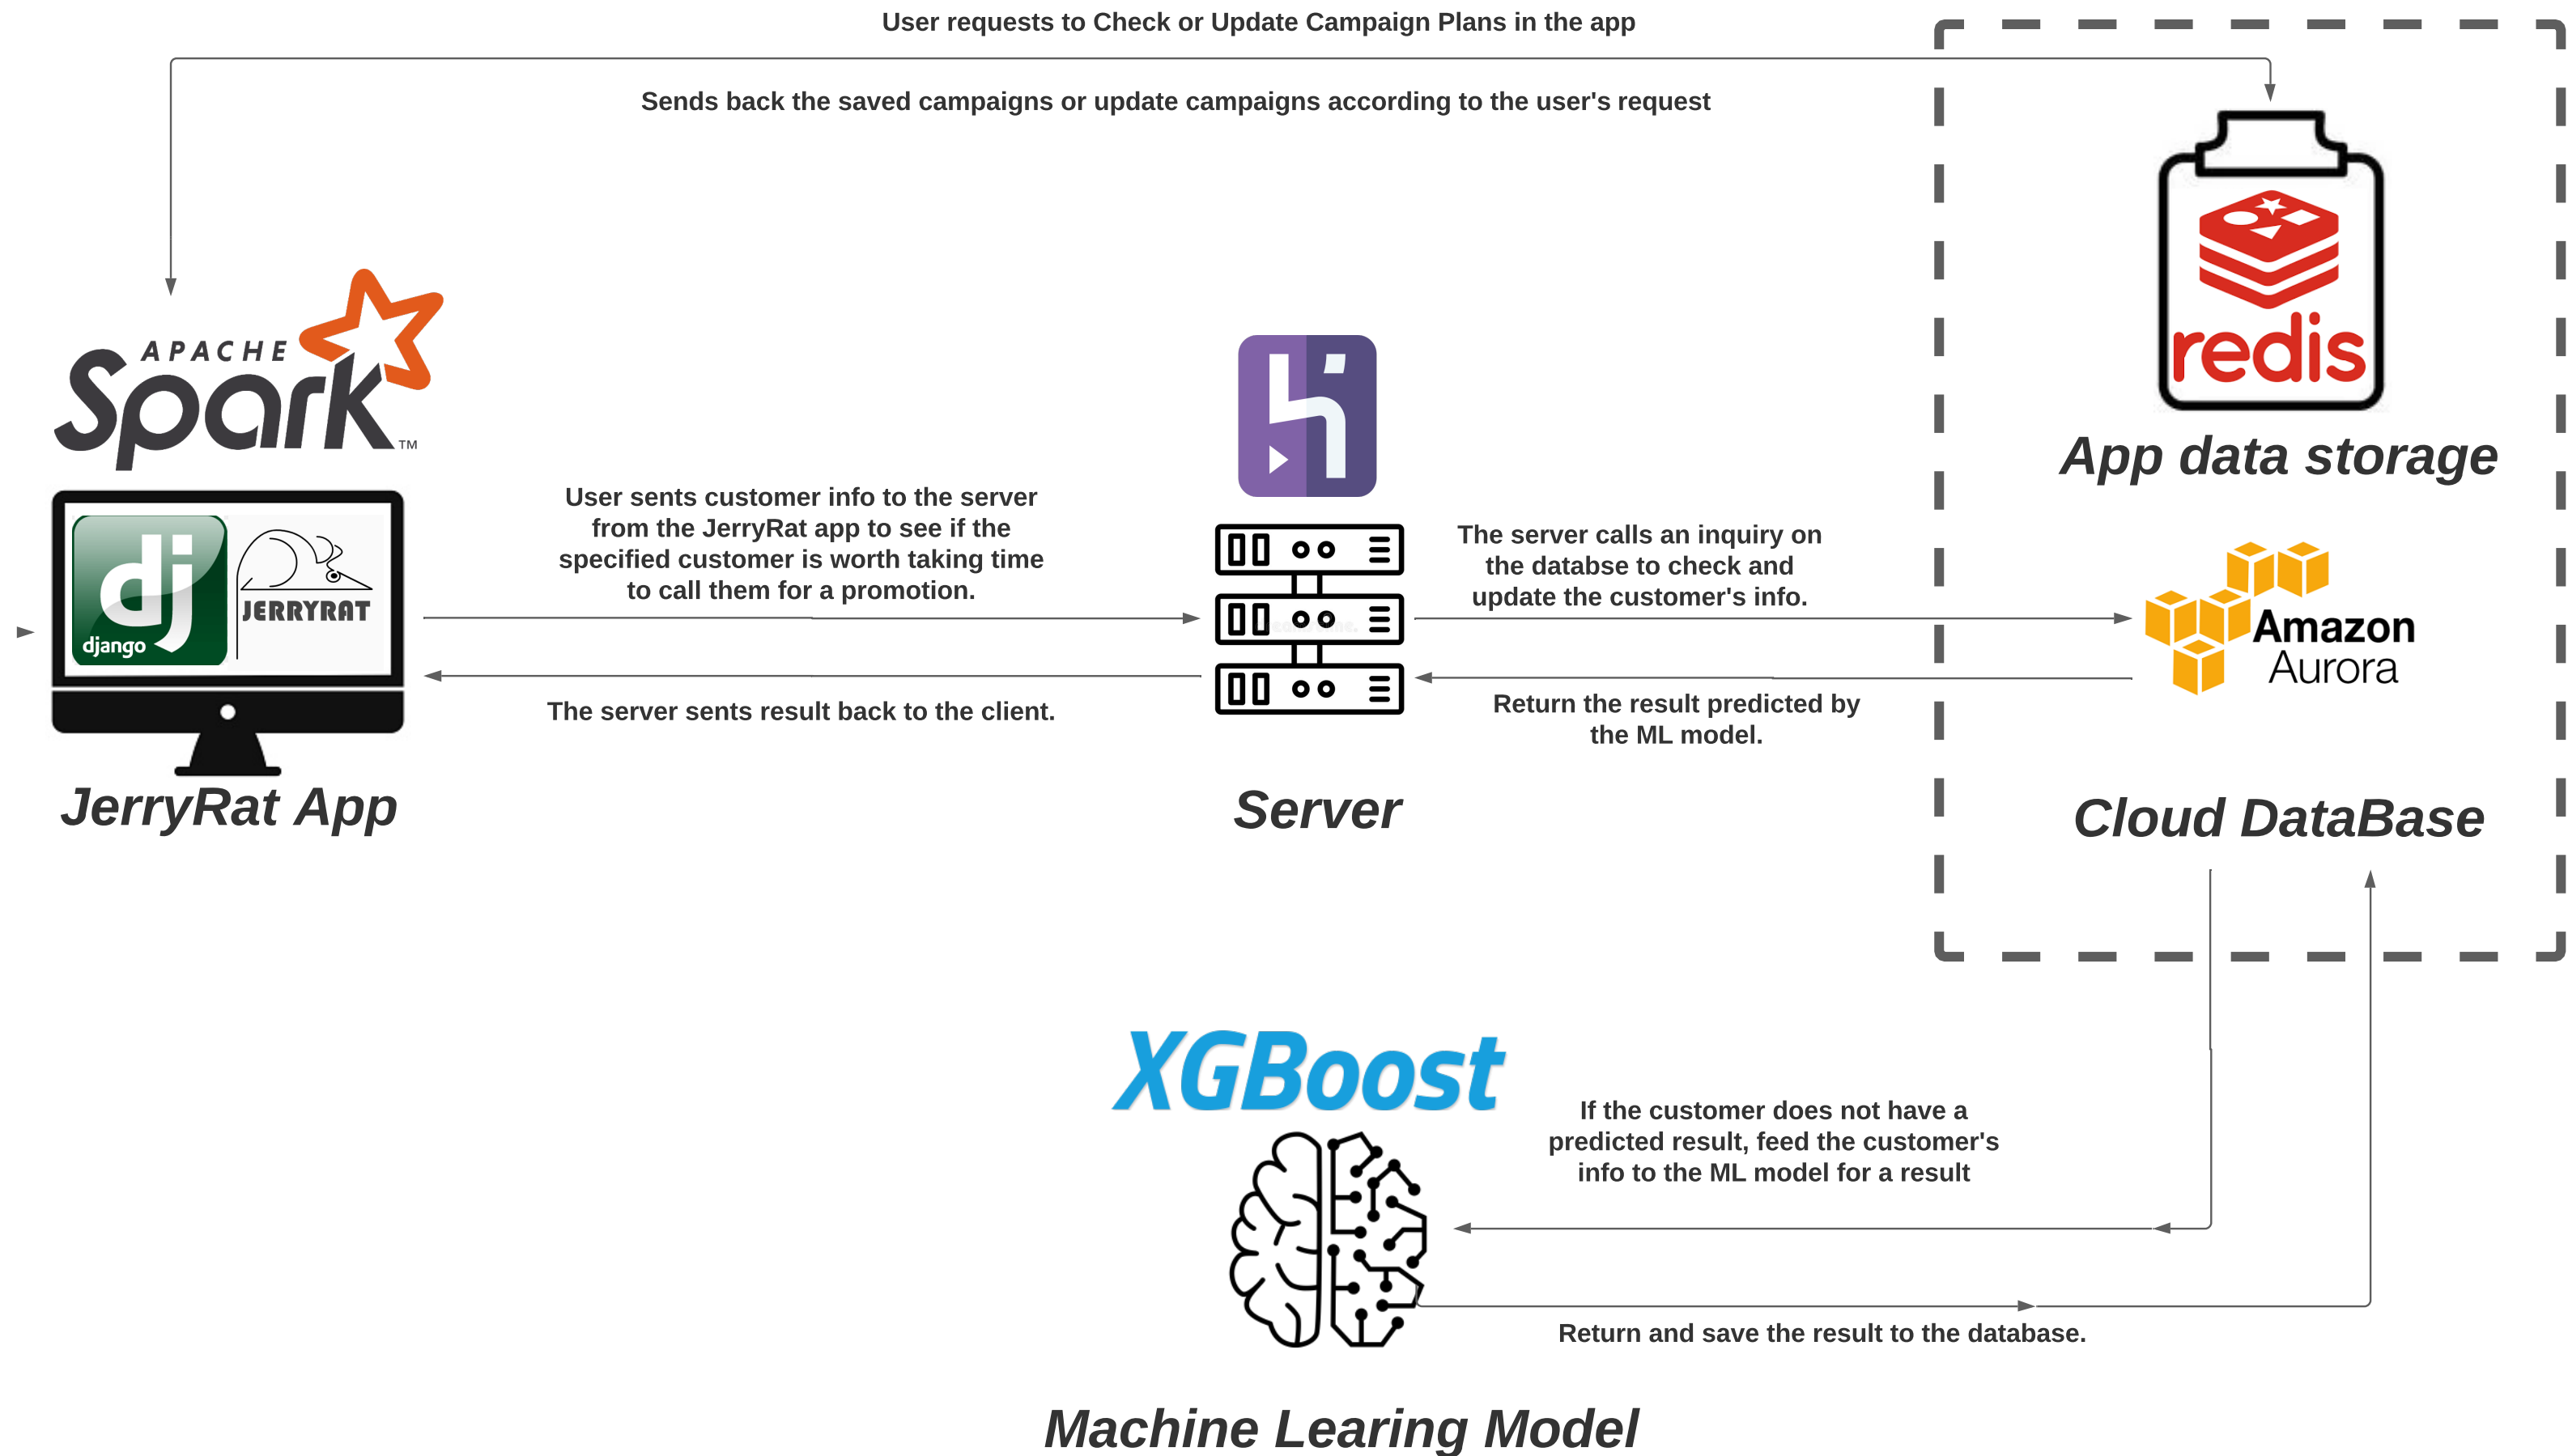 User requests to Check or Update Campaign Plans in the app
Sends back the saved campaigns or update campaigns according to the user's request
redis
App data storage
APACHE
Spark
TM
dj
django
JERRYRAT
JerryRat App
User sents customer info to the server
from the JerryRat app to see if the
specified customer is worth taking time
to call them for a promotion.
The server sents result back to the client.
Server
The server calls an inquiry on
the databse to check and
update the customer's info.
Return the result predicted by
the ML model.
Amazon
Aurora
Cloud DataBase
XGBoost
If the customer does not have a
predicted result, feed the customer's
info to the ML model for a result
Return and save the result to the database.
Machine Learing Model